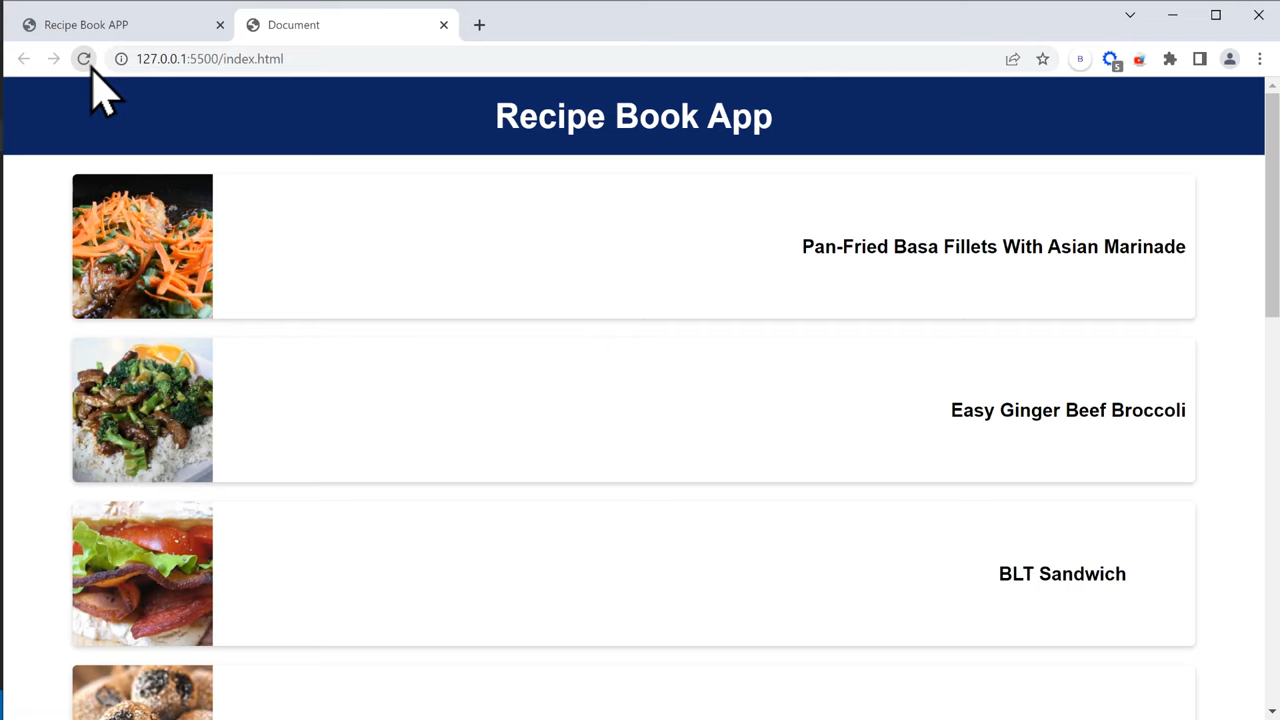 Recipe Book APP
Document
127.0.0.1:5500/index.html
B
5
Recipe Book App
Pan-Fried Basa Fillets With Asian Marinade
Easy Ginger Beef Broccoli
BLT Sandwich